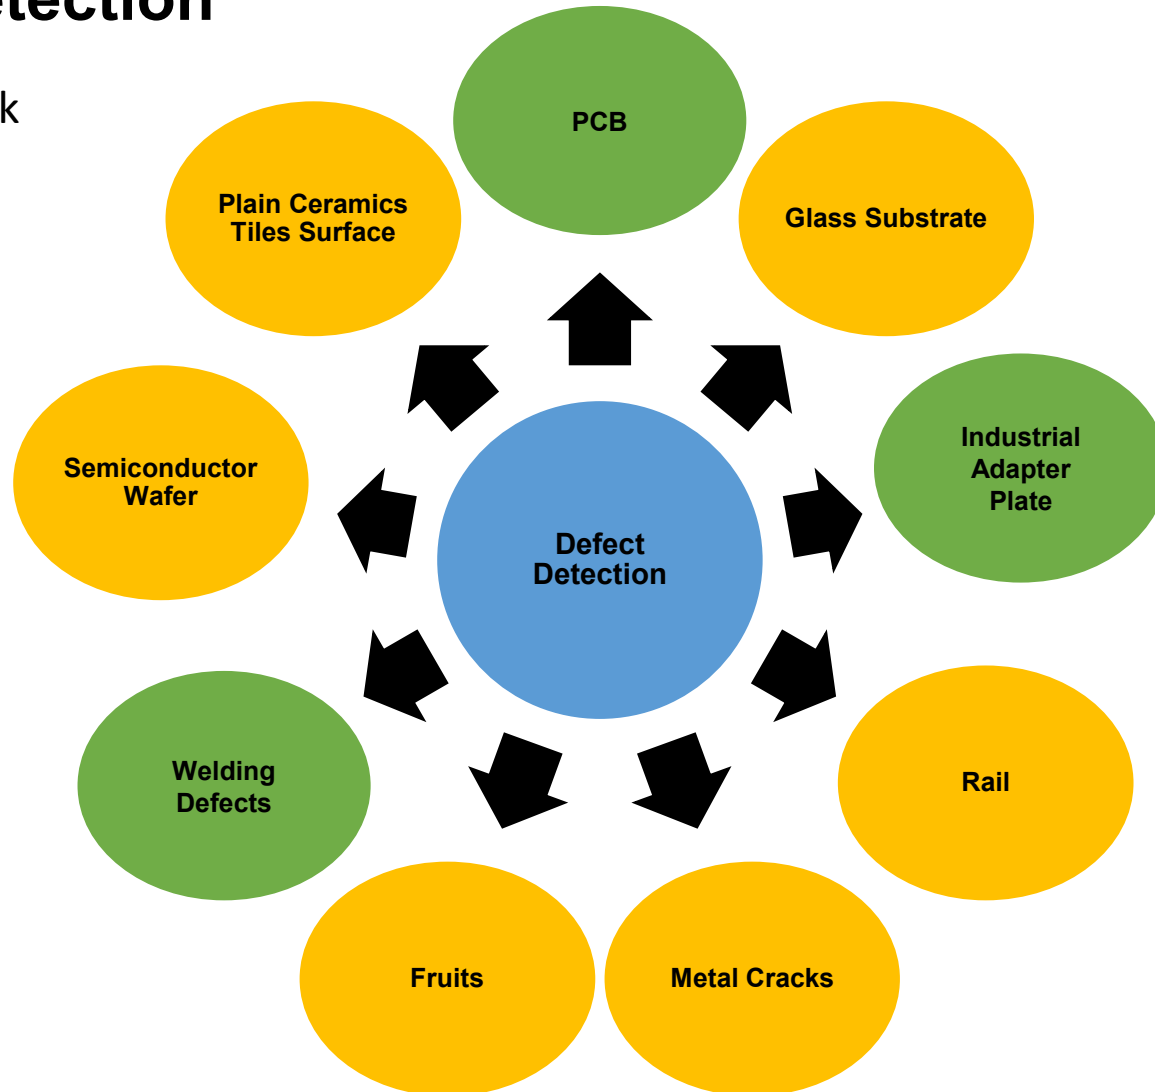 etection
k
PCB
Plain Ceramics
Tiles Surface
Glass Substrate
Industrial
Adapter
Plate
Semiconductor
Wafer
Defect
Detection
Welding
Defects
Rail
Fruits
Metal Cracks